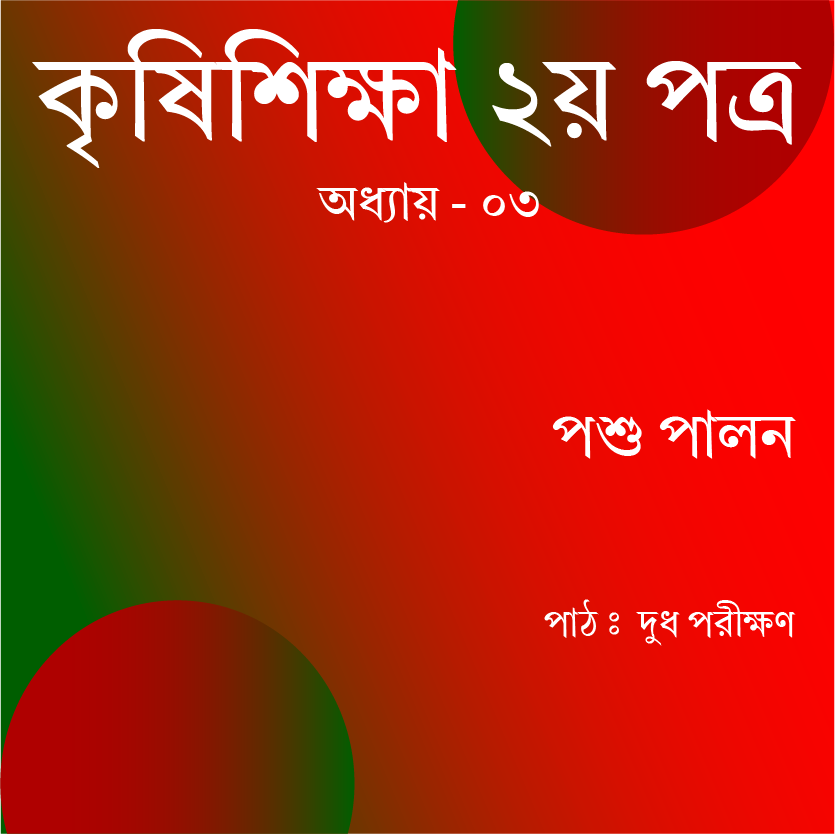 কৃষিশিক্ষা ২য় পত্র
অধ্যায় - ০৩
পশু পালন
পাঠ ঃ দুধ পরীক্ষণ